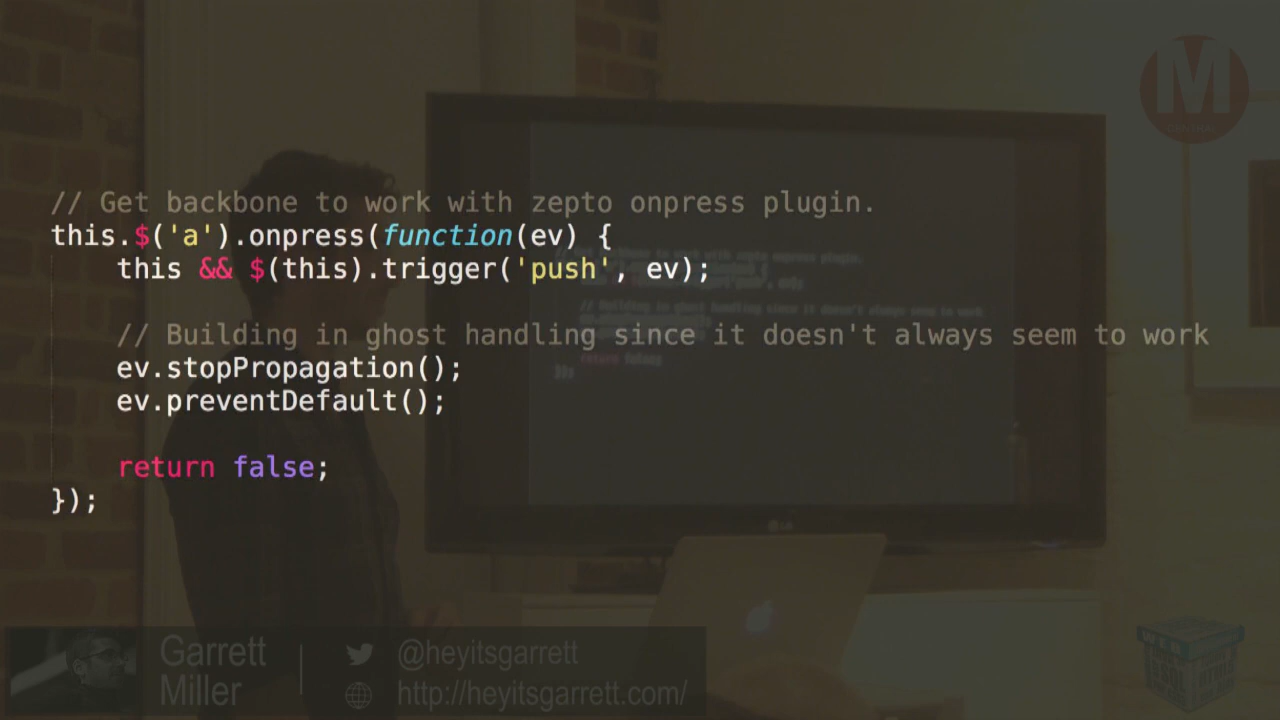 // Get backbone to work with zepto onpress plugin.
this.$('a').onpress(function(ev) {
this && $(this).trigger('push', ev);
// Building in ghost handling since it doesn't always seem to work
ev.stopPropagation();
ev.preventDefault();
return false;
});
Garrett
Miller
@heyitsgarrett
http://heyitsgarrett.com/
M